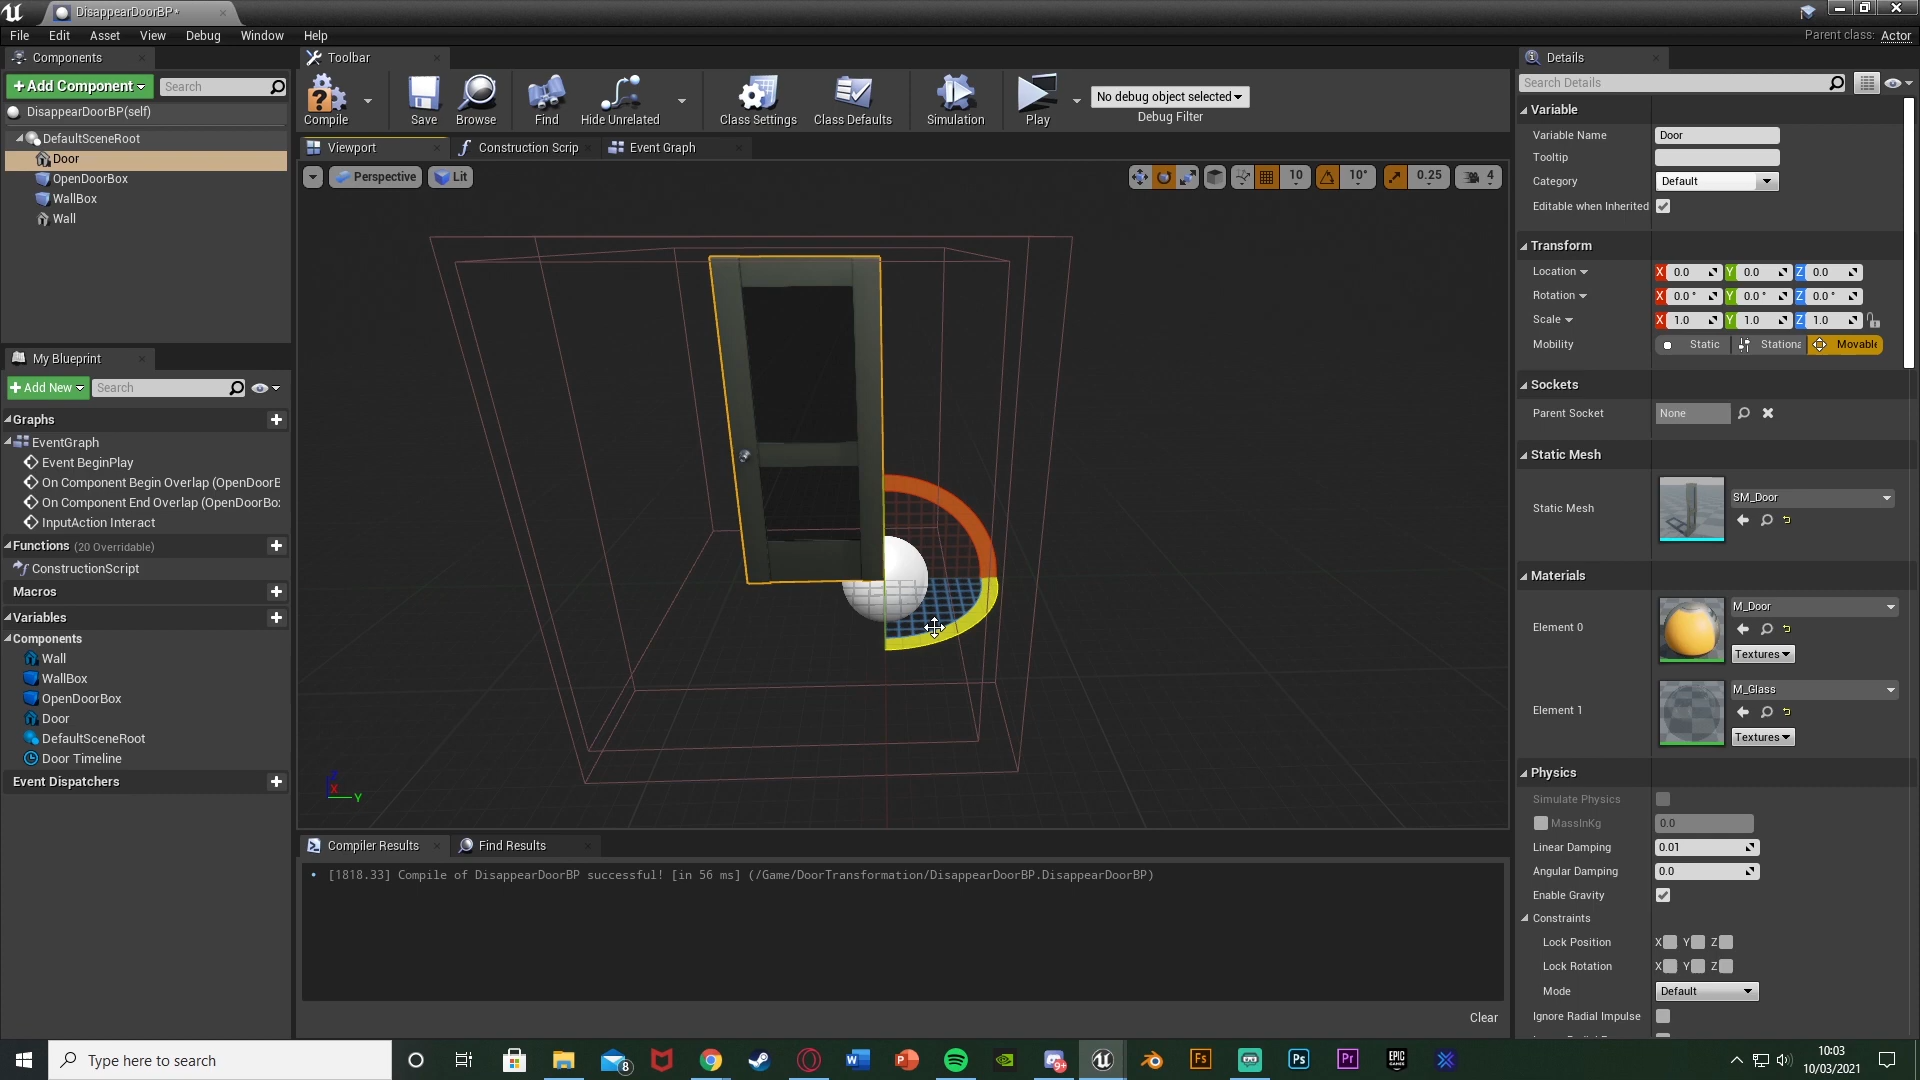 DisappearDoorBP*
File Edit Asset View Debug Window Help
Parent class: Actor
Components
+Add Component
Search
DisappearDoorBP(self)
DefaultSceneRoot
Door
OpenDoorBox
WallBox
Wall
My Blueprint
+Add New
Search
Graphs
EventGraph
Event BeginPlay
On Component Begin Overlap (OpenDoorE
On Component End Overlap (OpenDoorBo:
InputAction Interact
Functions (20 Overridable)
ConstructionScript
Macros
Variables
Components
Wall
WallBox
OpenDoorBox
Door
DefaultSceneRoot
Door Timeline
Event Dispatchers
Toolbar
Compile
Save
Browse
Find
Hide Unrelated
Class Settings
Class Defaults
Simulation
Play
No debug object selected
Debug Filter
Viewport
Construction Scrip
Event Graph
Perspective
Lit
10
10°
0.25
4
X
Y
Compiler Results
Find Results
[1818.33] Compile of DisappearDoorBP successful! [in 56 ms] (/Game/DoorTransformation/DisappearDoorBP.DisappearDoorBP)
Clear
Details
Search Details
Variable
Variable Name Door
Tooltip
Category Default
Editable when Inherited
Transform
Location X 0.0 Y 0.0 Z 0.0
Rotation X 0.0 ° Y 0.0 ° Z 0.0 °
Scale X 1.0 Y 1.0 Z 1.0
Mobility Static Stationa Movable
Sockets
Parent Socket None
Static Mesh
Static Mesh SM_Door
Materials
Element 0 M_Door
Textures
Element 1 M_Glass
Textures
Physics
Simulate Physics
MassInKg 0.0
Linear Damping 0.01
Angular Damping 0.0
Enable Gravity
Constraints
Lock Position X Y Z
Lock Rotation X Y Z
Mode Default
Ignore Radial Impulse
Type here to search
8
W
P
9+
Fs
Ps
Pr
EPIC GAMES
10:03
10/03/2021